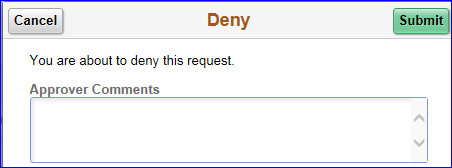 Cancel Deny Submit
You are about to deny this request.
Approver Comments